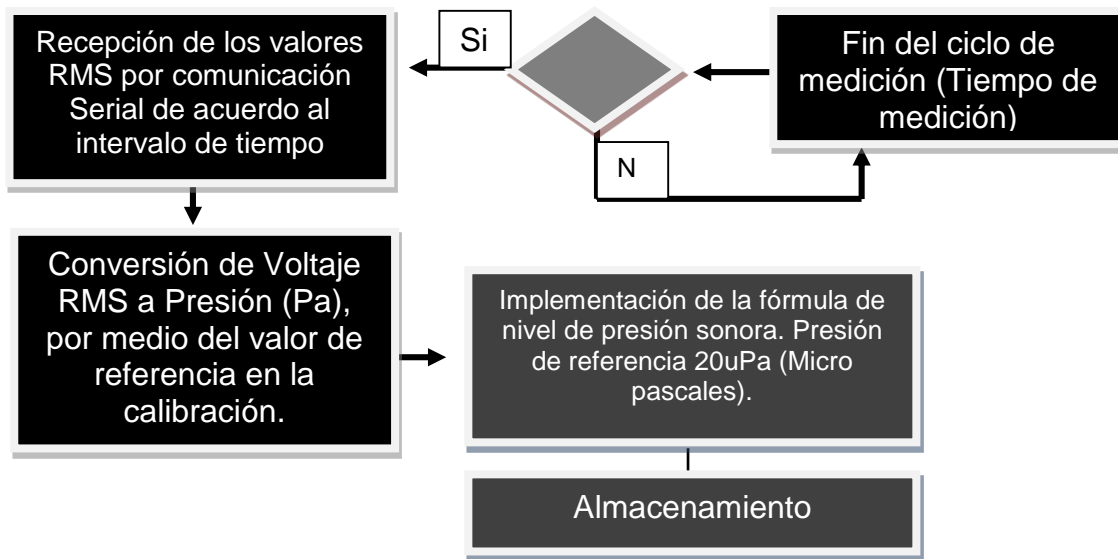 Recepción de los valores
RMS por comunicación
Serial de acuerdo al
intervalo de tiempo
Si
Fin del ciclo de
medición (Tiempo de
medición)
N
Conversión de Voltaje
RMS a Presión (Pa),
por medio del valor de
referencia en la
calibración.
Implementación de la fórmula de
nivel de presión sonora. Presión
de referencia 20uPa (Micro
pascales).
Almacenamiento